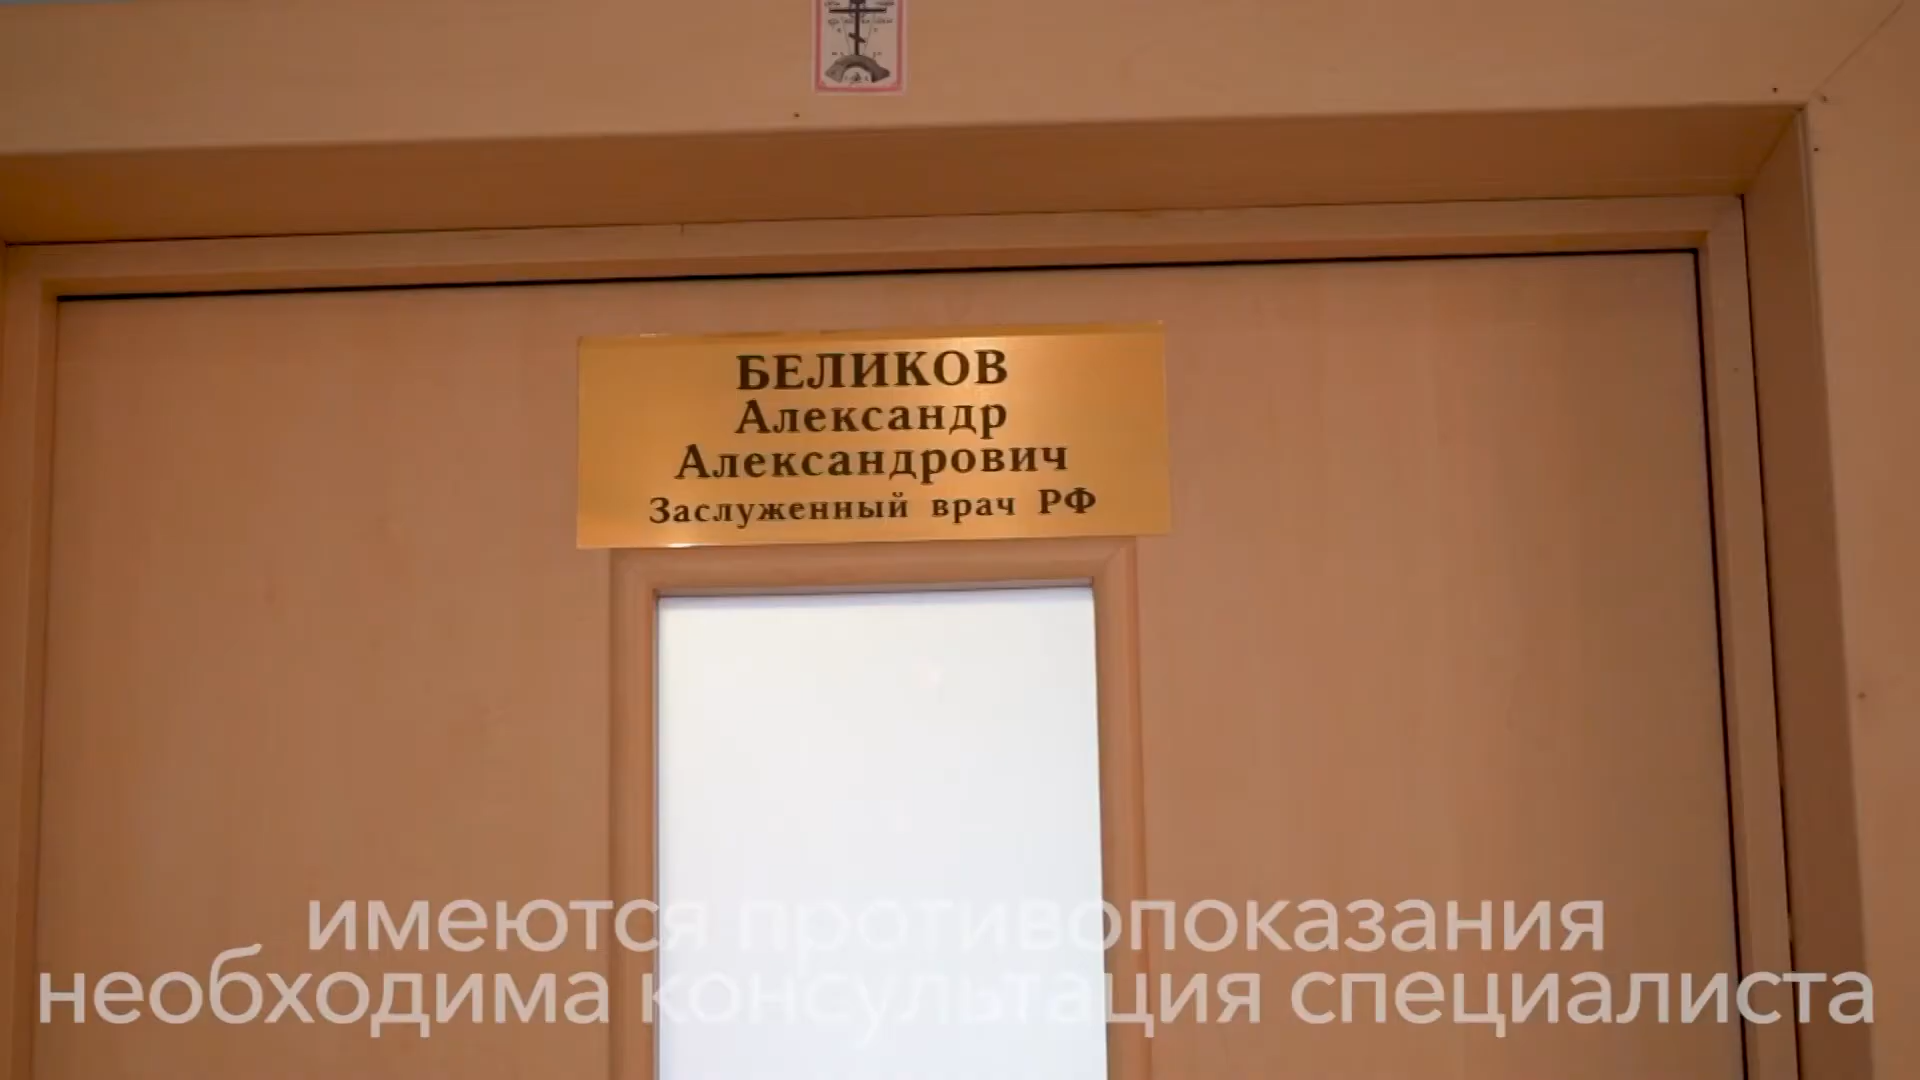 БЕЛИКОВ
Александр
Александрович
Заслуженный врач РФ
имеются противопоказания
необходима консультация специалиста